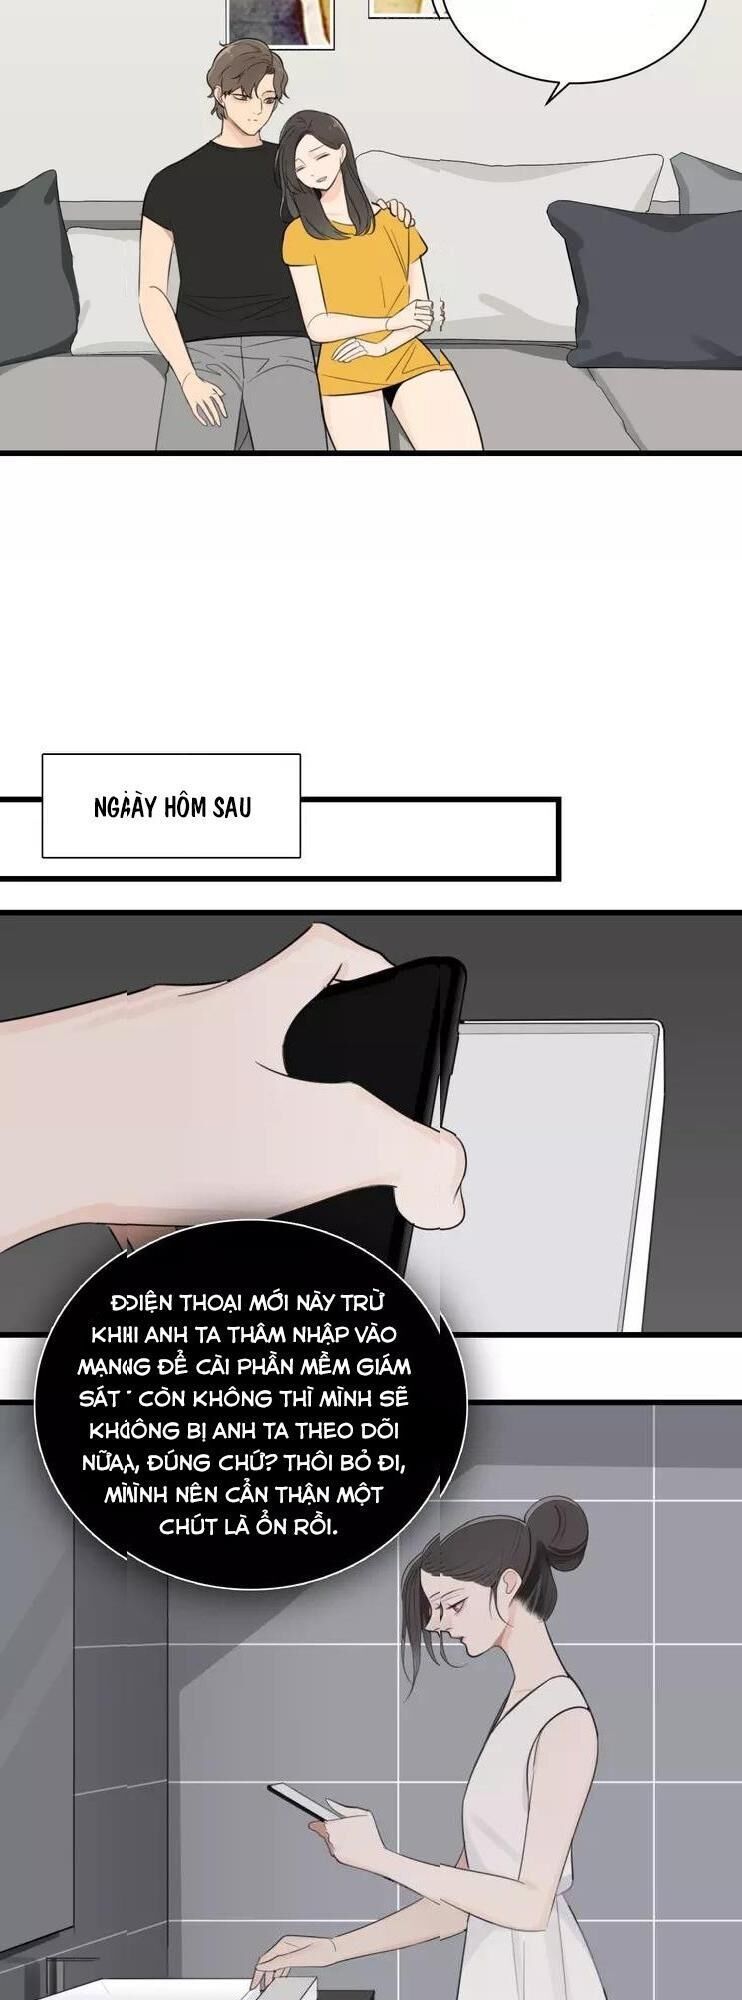 NGÀY HÔM SAU
ĐIỆN THOẠI MỚI NÀY TRỪ
KHI ANH TA THÂM NHẬP VÀO
MẠNG ĐỂ CÀI PHẦN MỀM GIÁM
SÁT CÒN KHÔNG THÌ MÌNH SẼ
KHÔNG BỊ ANH TA THEO DÕI
NỮA, ĐÚNG CHỨ? THÔI BỎ ĐI,
MÌNH NÊN CẨN THẬN MỘT
CHÚT LÀ ỔN RỒI.